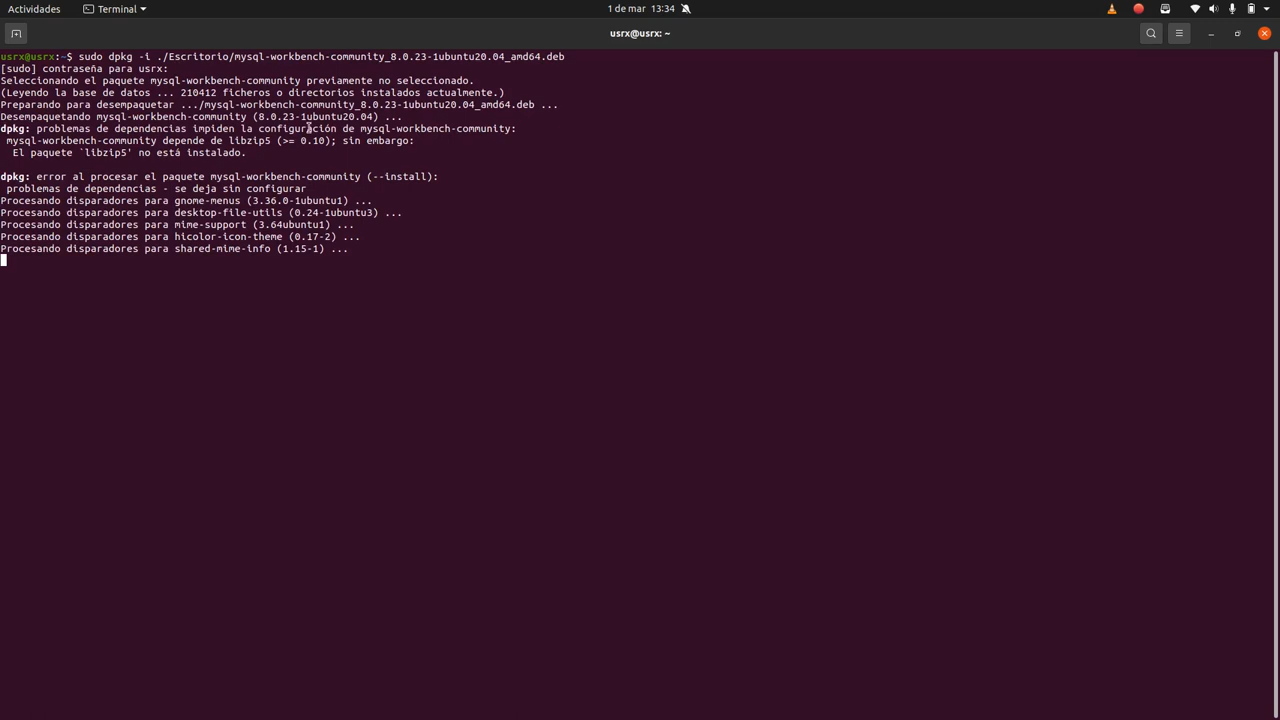 Actividades
Terminal
1 de mar 13:34
usrx@usrx: ~
usrx@usrx:~$ sudo dpkg -i ./Escritorio/mysql-workbench-community_8.0.23-1ubuntu20.04_amd64.deb
[sudo] contraseña para usrx:
Seleccionando el paquete mysql-workbench-community previamente no seleccionado.
(Leyendo la base de datos ... 210412 ficheros o directorios instalados actualmente.)
Preparando para desempaquetar .../mysql-workbench-community_8.0.23-1ubuntu20.04_amd64.deb ...
Desempaquetando mysql-workbench-community (8.0.23-1ubuntu20.04) ...
dpkg: problemas de dependencias impiden la configuración de mysql-workbench-community:
 mysql-workbench-community depende de libzip5 (>= 0.10); sin embargo:
  El paquete `libzip5' no está instalado.

dpkg: error al procesar el paquete mysql-workbench-community (--install):
 problemas de dependencias - se deja sin configurar
Procesando disparadores para gnome-menus (3.36.0-1ubuntu1) ...
Procesando disparadores para desktop-file-utils (0.24-1ubuntu3) ...
Procesando disparadores para mime-support (3.64ubuntu1) ...
Procesando disparadores para hicolor-icon-theme (0.17-2) ...
Procesando disparadores para shared-mime-info (1.15-1) ...